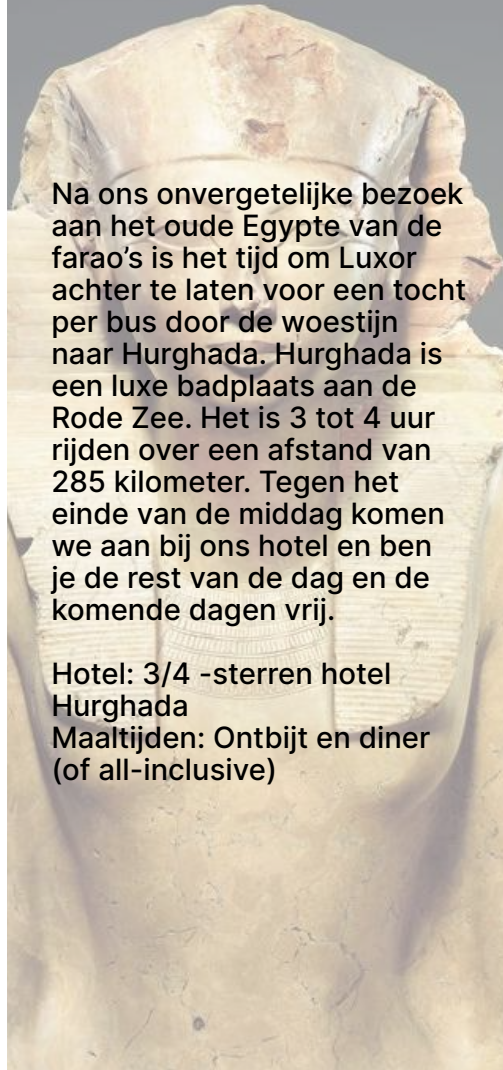 Na ons onvergetelijke bezoek
aan het oude Egypte van de
farao’s is het tijd om Luxor
achter te laten voor een tocht
per bus door de woestijn
naar Hurghada. Hurghada is
een luxe badplaats aan de
Rode Zee. Het is 3 tot 4 uur
rijden over een afstand van
285 kilometer. Tegen het
einde van de middag komen
we aan bij ons hotel en ben
je de rest van de dag en de
komende dagen vrij.
Hotel: 3/4 -sterren hotel
Hurghada
Maaltijden: Ontbijt en diner
(of all-inclusive)